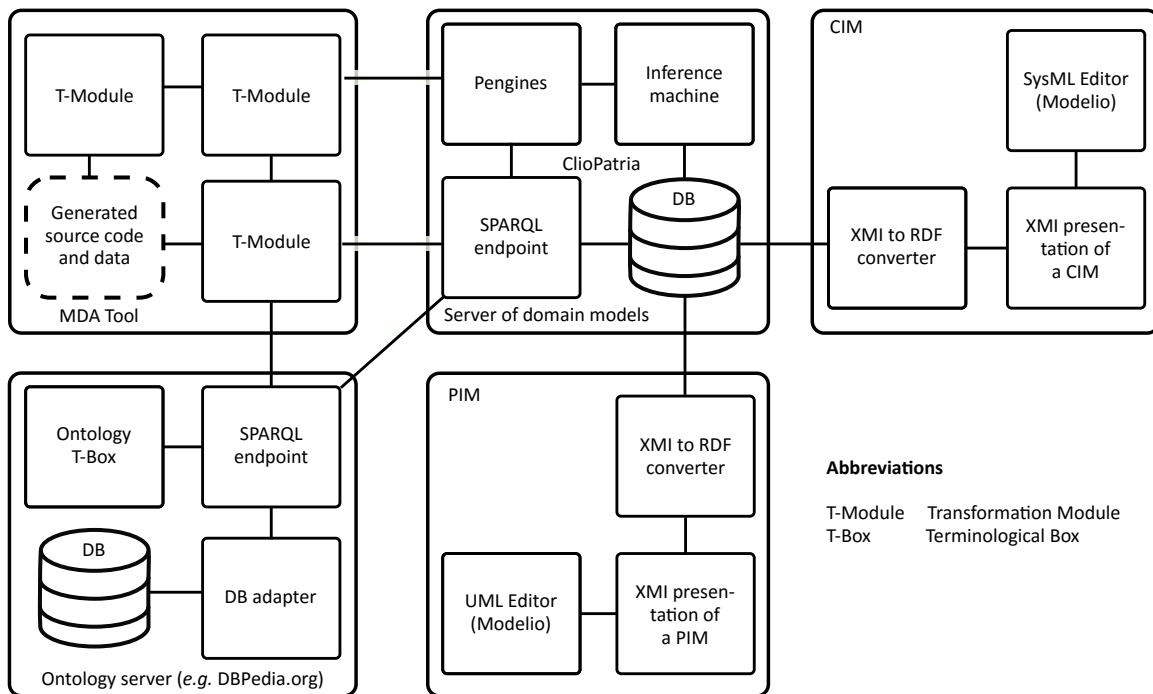 T-Module
T-Module
Generated
source code
and data
T-Module
MDA Tool
Pengines
Inference
machine
ClioPatria
SPARQL
endpoint
DB
Server of domain models
CIM
SysML Editor
(Modelio)
XMI to RDF
converter
XMI presen-
tation of
a CIM
Ontology
T-Box
SPARQL
endpoint
DB
DB adapter
Ontology server (e.g. DBPedia.org)
PIM
XMI to RDF
converter
UML Editor
(Modelio)
XMI presen-
tation of
a PIM
Abbreviations
T-Module Transformation Module
T-Box Terminological Box